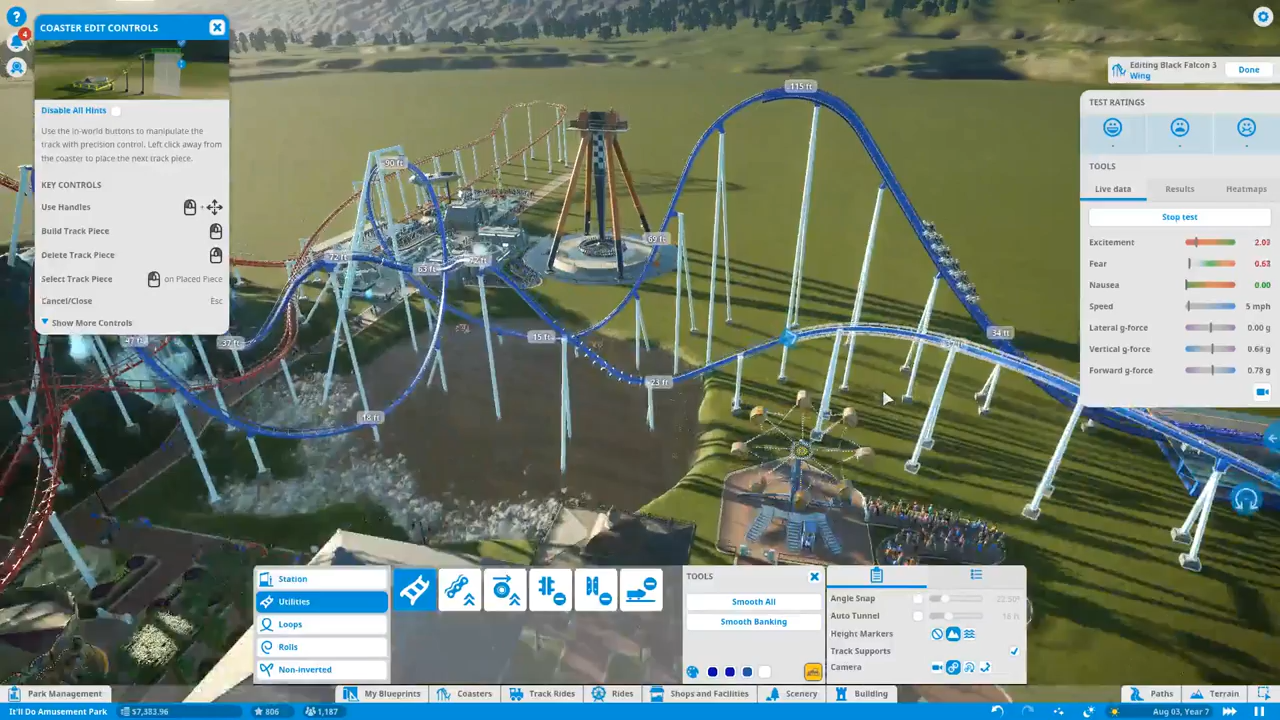 ?
4
COASTER EDIT CONTROLS
Disable All Hints
Use the in-world buttons to manipulate the
track with precision control. Left click away from
the coaster to place the next track piece.
KEY CONTROLS
Use Handles
Build Track Piece
Delete Track Piece
Select Track Piece on Placed Piece
Cancel/Close Esc
Show More Controls
Editing Black Falcon 3
Wing
Done
TEST RATINGS
- - -
TOOLS
Live data Results Heatmaps
Stop test
Excitement 2.00
Fear
Nausea 0.00
Speed 5 mph
Lateral g-force 0.00 g
Vertical g-force
Forward g-force 0.78 g
115 ft
90 ft
69 ft
72 ft
63 ft
15 ft
34 ft
37 ft
23 ft
18 ft
Station
Utilities
Loops
Rolls
Non-inverted
TOOLS
Smooth All
Smooth Banking
Angle Snap 22.50°
Auto Tunnel 16 ft
Height Markers
Track Supports
Camera
Park Management My Blueprints Coasters Track Rides Rides Shops and Facilities Scenery Building Paths Terrain
It'll Do Amusement Park $7,383.96 806 1,187 Aug 03, Year 7